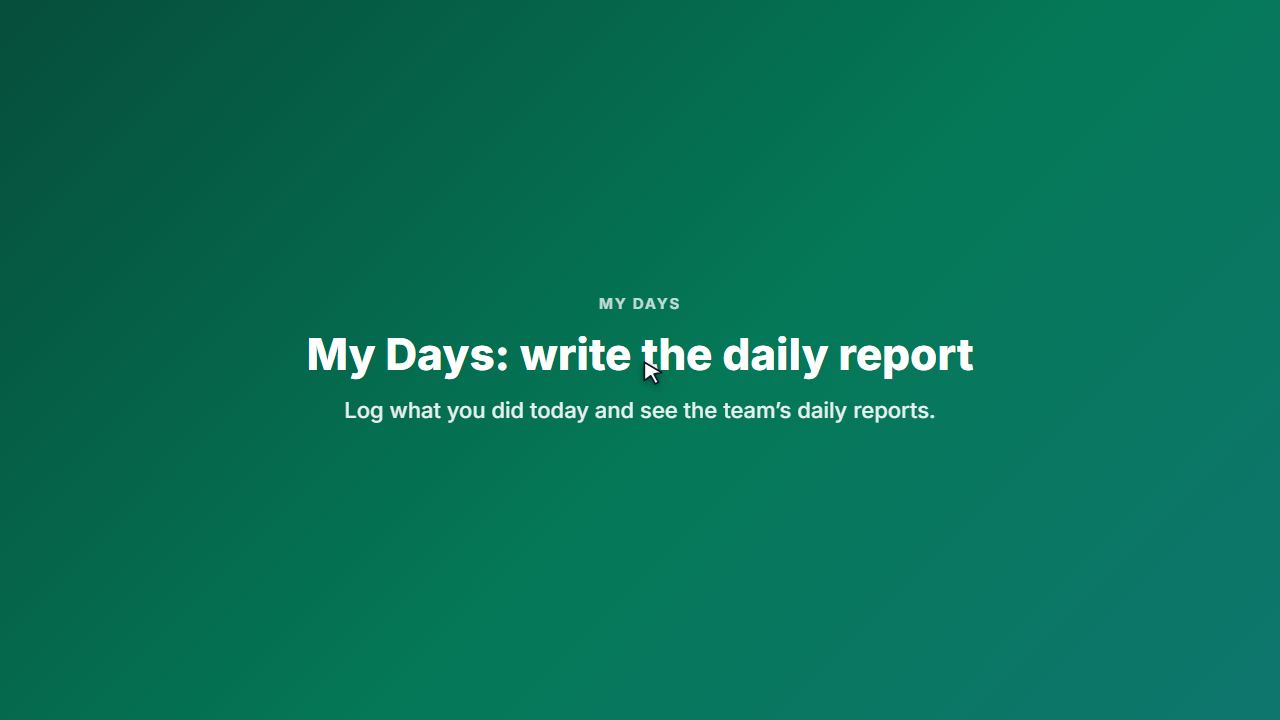 MY DAYS
My Days: write the daily report
Log what you did today and see the team’s daily reports.